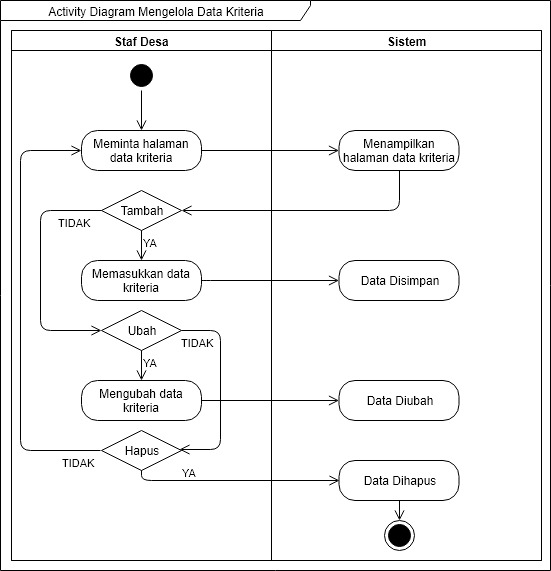 Activity Diagram Mengelola Data Kriteria
Staf Desa
Sistem
Meminta halaman
data kriteria
Menampilkan
halaman data kriteria
Tambah
TIDAK
YA
Memasukkan data
kriteria
Data Disimpan
Ubah
TIDAK
YA
Mengubah data
kriteria
Data Diubah
Hapus
TIDAK
YA
Data Dihapus